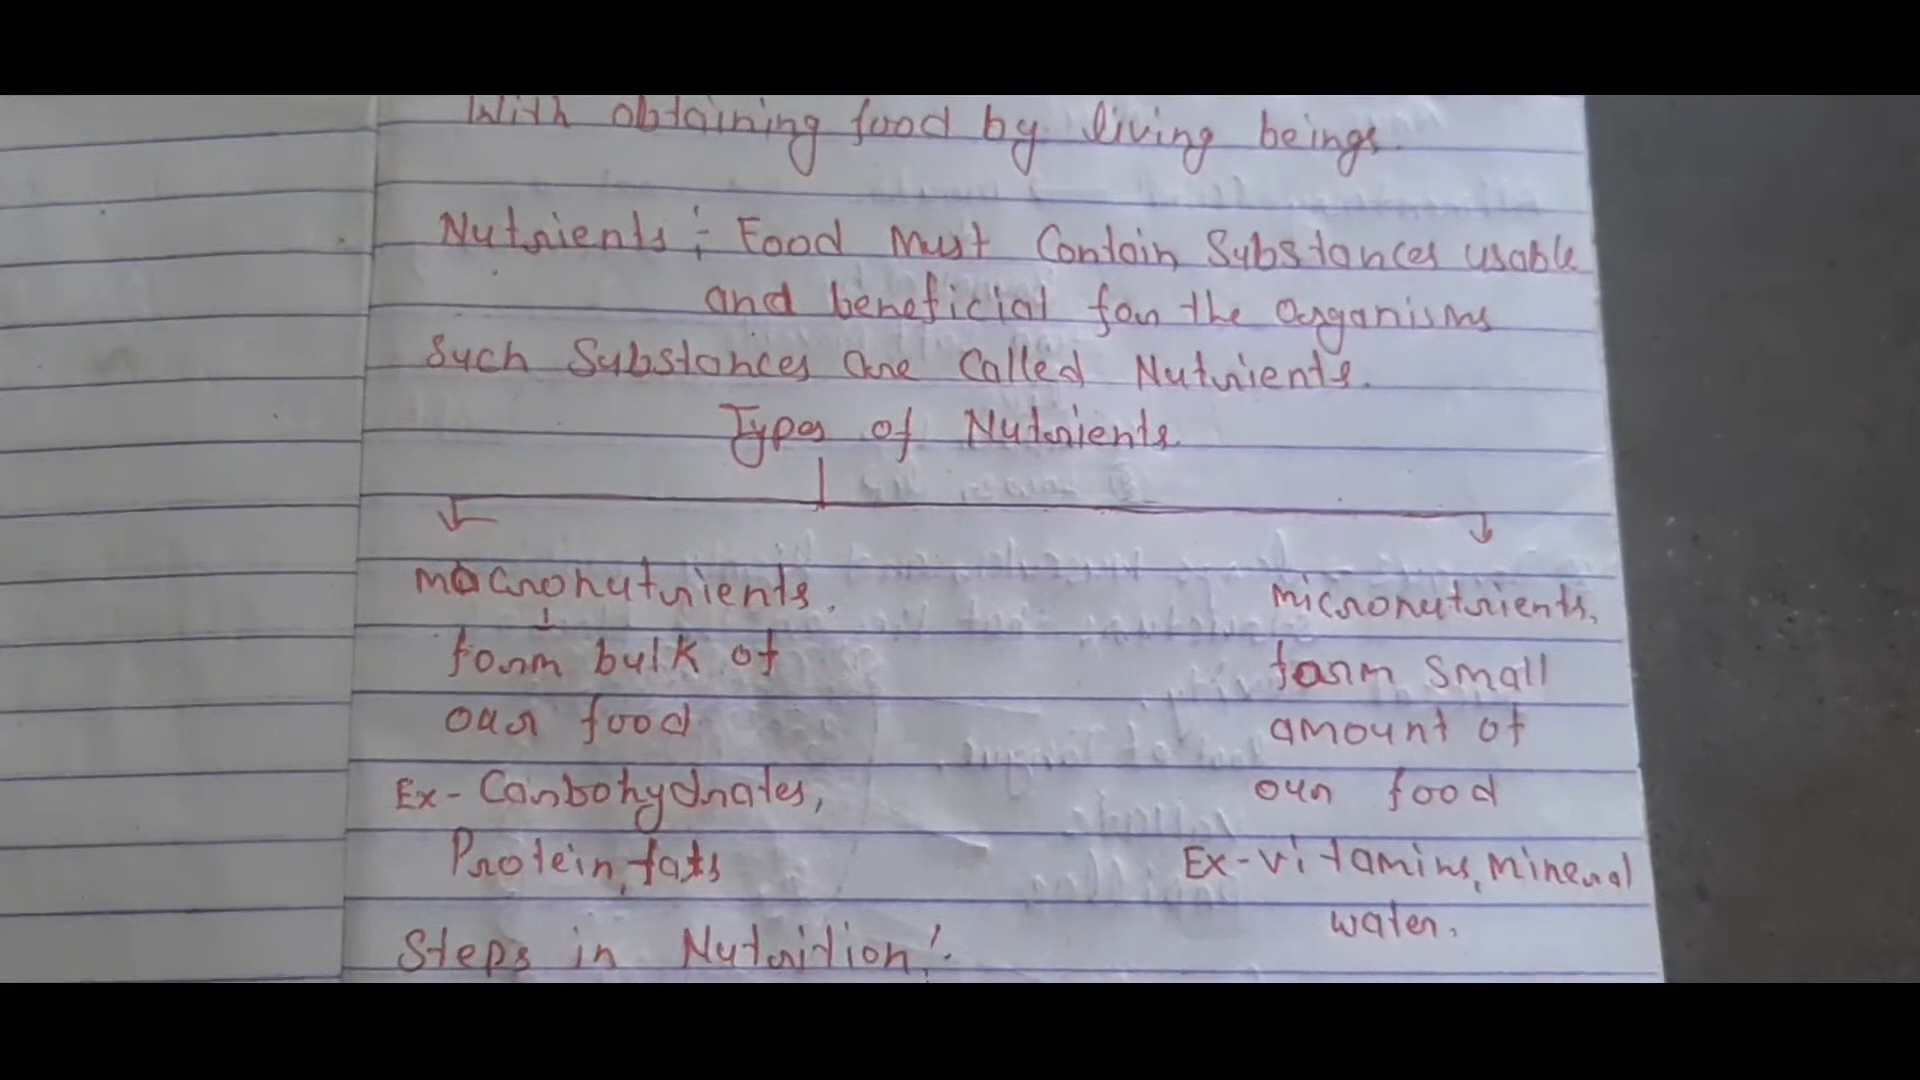 With obtaining food by living beings.
Nutrients : Food Must Contain Substances usable
and beneficial for the Organisms
Such Substances are Called Nutrients.
Types of Nutrients
macronutrients,
micronutrients,
form bulk of
form small
our food
amount of
our food
Ex- Carbohydrates,
Protein, fats
Ex-vitamins, Mineral
water.
Steps in Nutrition :